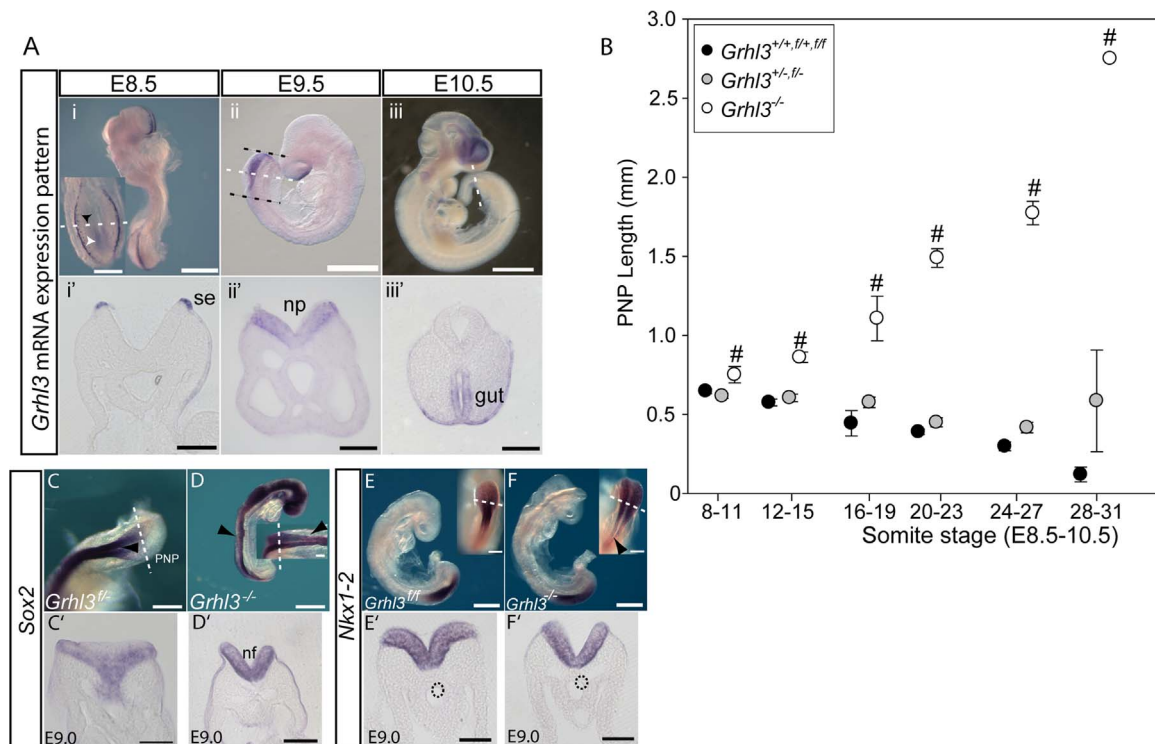 A
E8.5
E9.5
E10.5
Grhl3 mRNA expression pattern
i
ii
iii
i'
se
ii'
np
iii'
gut
B
3.0
2.5
2.0
1.5
1.0
0.5
0
PNP Length (mm)
Grhl3+/+,f/+,f/f
Grhl3+/-,f/-
Grhl3-/-
#
#
#
#
#
#
8-11
12-15
16-19
20-23
24-27
28-31
Somite stage (E8.5-10.5)
Sox2
C
PNP
Grhl3f/-
D
Grhl3-/-
C'
E9.0
D'
nf
E9.0
Nkx1-2
E
Grhl3f/f
F
Grhl3-/-
E'
E9.0
F'
E9.0